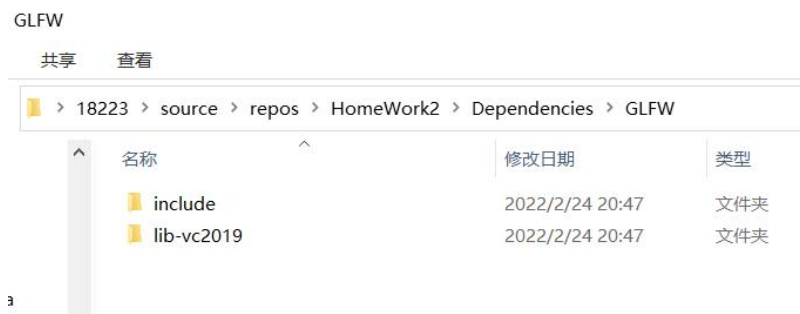 GLFW
共享 查看
18223 > source > repos > HomeWork2 > Dependencies > GLFW
名称 修改日期 类型
include 2022/2/24 20:47 文件夹
lib-vc2019 2022/2/24 20:47 文件夹
a